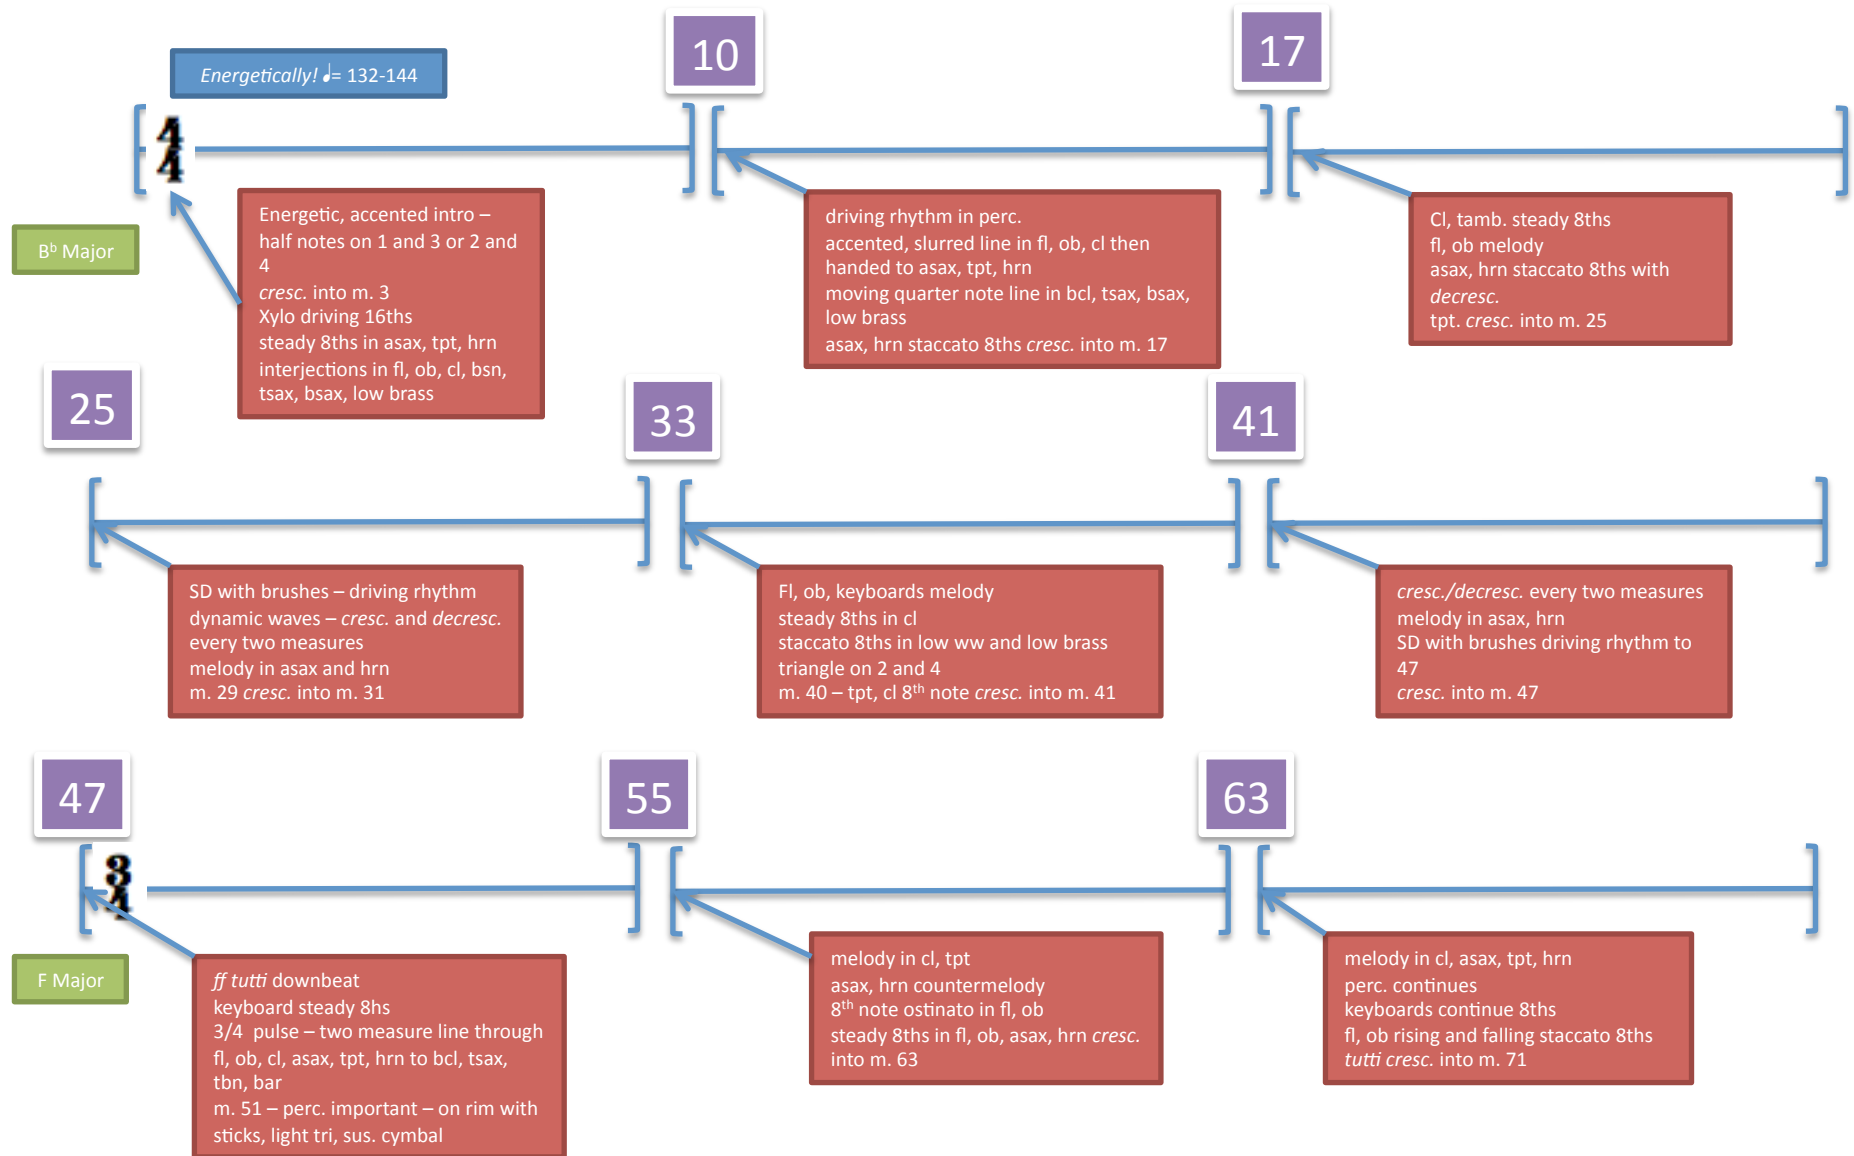 Energetically! ♩= 132-144
10
17
4
4
B♭ Major
Energetic, accented intro –
half notes on 1 and 3 or 2 and
4
cresc. into m. 3
Xylo driving 16ths
steady 8ths in asax, tpt, hrn
interjections in fl, ob, cl, bsn,
tsax, bsax, low brass
driving rhythm in perc.
accented, slurred line in fl, ob, cl then
handed to asax, tpt, hrn
moving quarter note line in bcl, tsax, bsax,
low brass
asax, hrn staccato 8ths cresc. into m. 17
Cl, tamb. steady 8ths
fl, ob melody
asax, hrn staccato 8ths with
decresc.
tpt. cresc. into m. 25
25
33
41
SD with brushes – driving rhythm
dynamic waves – cresc. and decresc.
every two measures
melody in asax and hrn
m. 29 cresc. into m. 31
Fl, ob, keyboards melody
steady 8ths in cl
staccato 8ths in low ww and low brass
triangle on 2 and 4
m. 40 – tpt, cl 8th note cresc. into m. 41
cresc./decresc. every two measures
melody in asax, hrn
SD with brushes driving rhythm to
47
cresc. into m. 47
47
55
63
3
4
F Major
ff tutti downbeat
keyboard steady 8hs
3/4 pulse – two measure line through
fl, ob, cl, asax, tpt, hrn to bcl, tsax,
tbn, bar
m. 51 – perc. important – on rim with
sticks, light tri, sus. cymbal
melody in cl, tpt
asax, hrn countermelody
8th note ostinato in fl, ob
steady 8ths in fl, ob, asax, hrn cresc.
into m. 63
melody in cl, asax, tpt, hrn
perc. continues
keyboards continue 8ths
fl, ob rising and falling staccato 8ths
tutti cresc. into m. 71